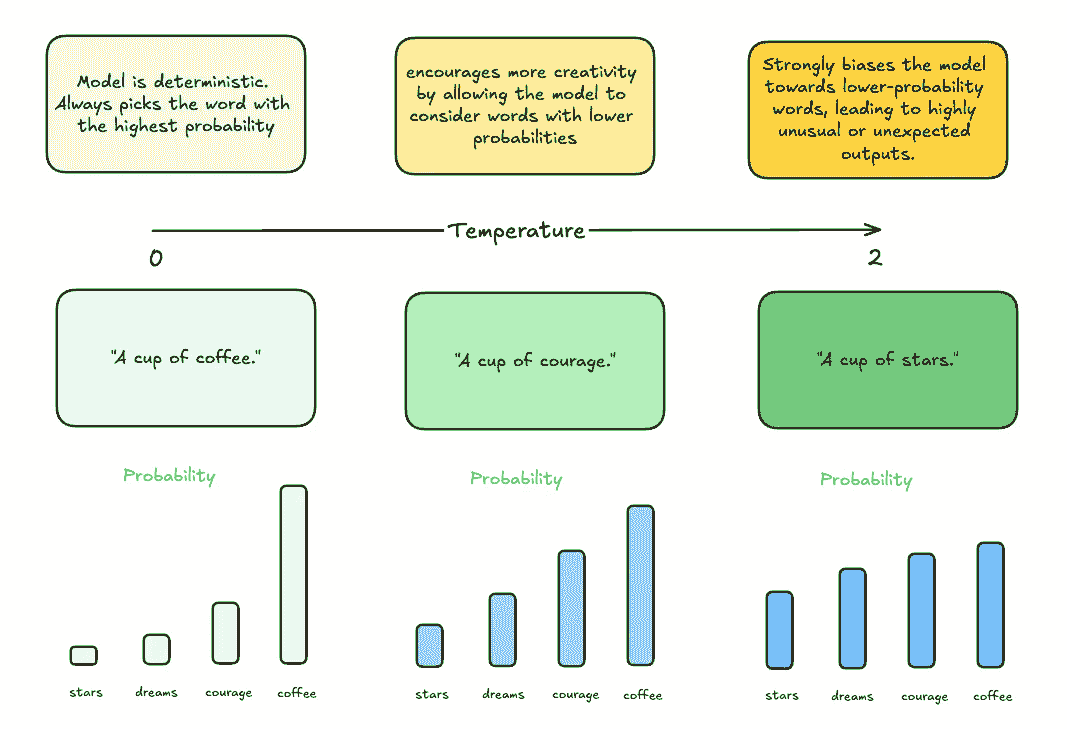 Model is deterministic.
Always picks the word with
the highest probability
encourages more creativity
by allowing the model to
consider words with lower
probabilities
Strongly biases the model
towards lower-probability
words, leading to highly
unusual or unexpected
outputs.
Temperature
0
2
"A cup of coffee."
"A cup of courage."
"A cup of stars."
Probability
stars dreams courage coffee
Probability
stars dreams courage coffee
Probability
stars dreams courage coffee